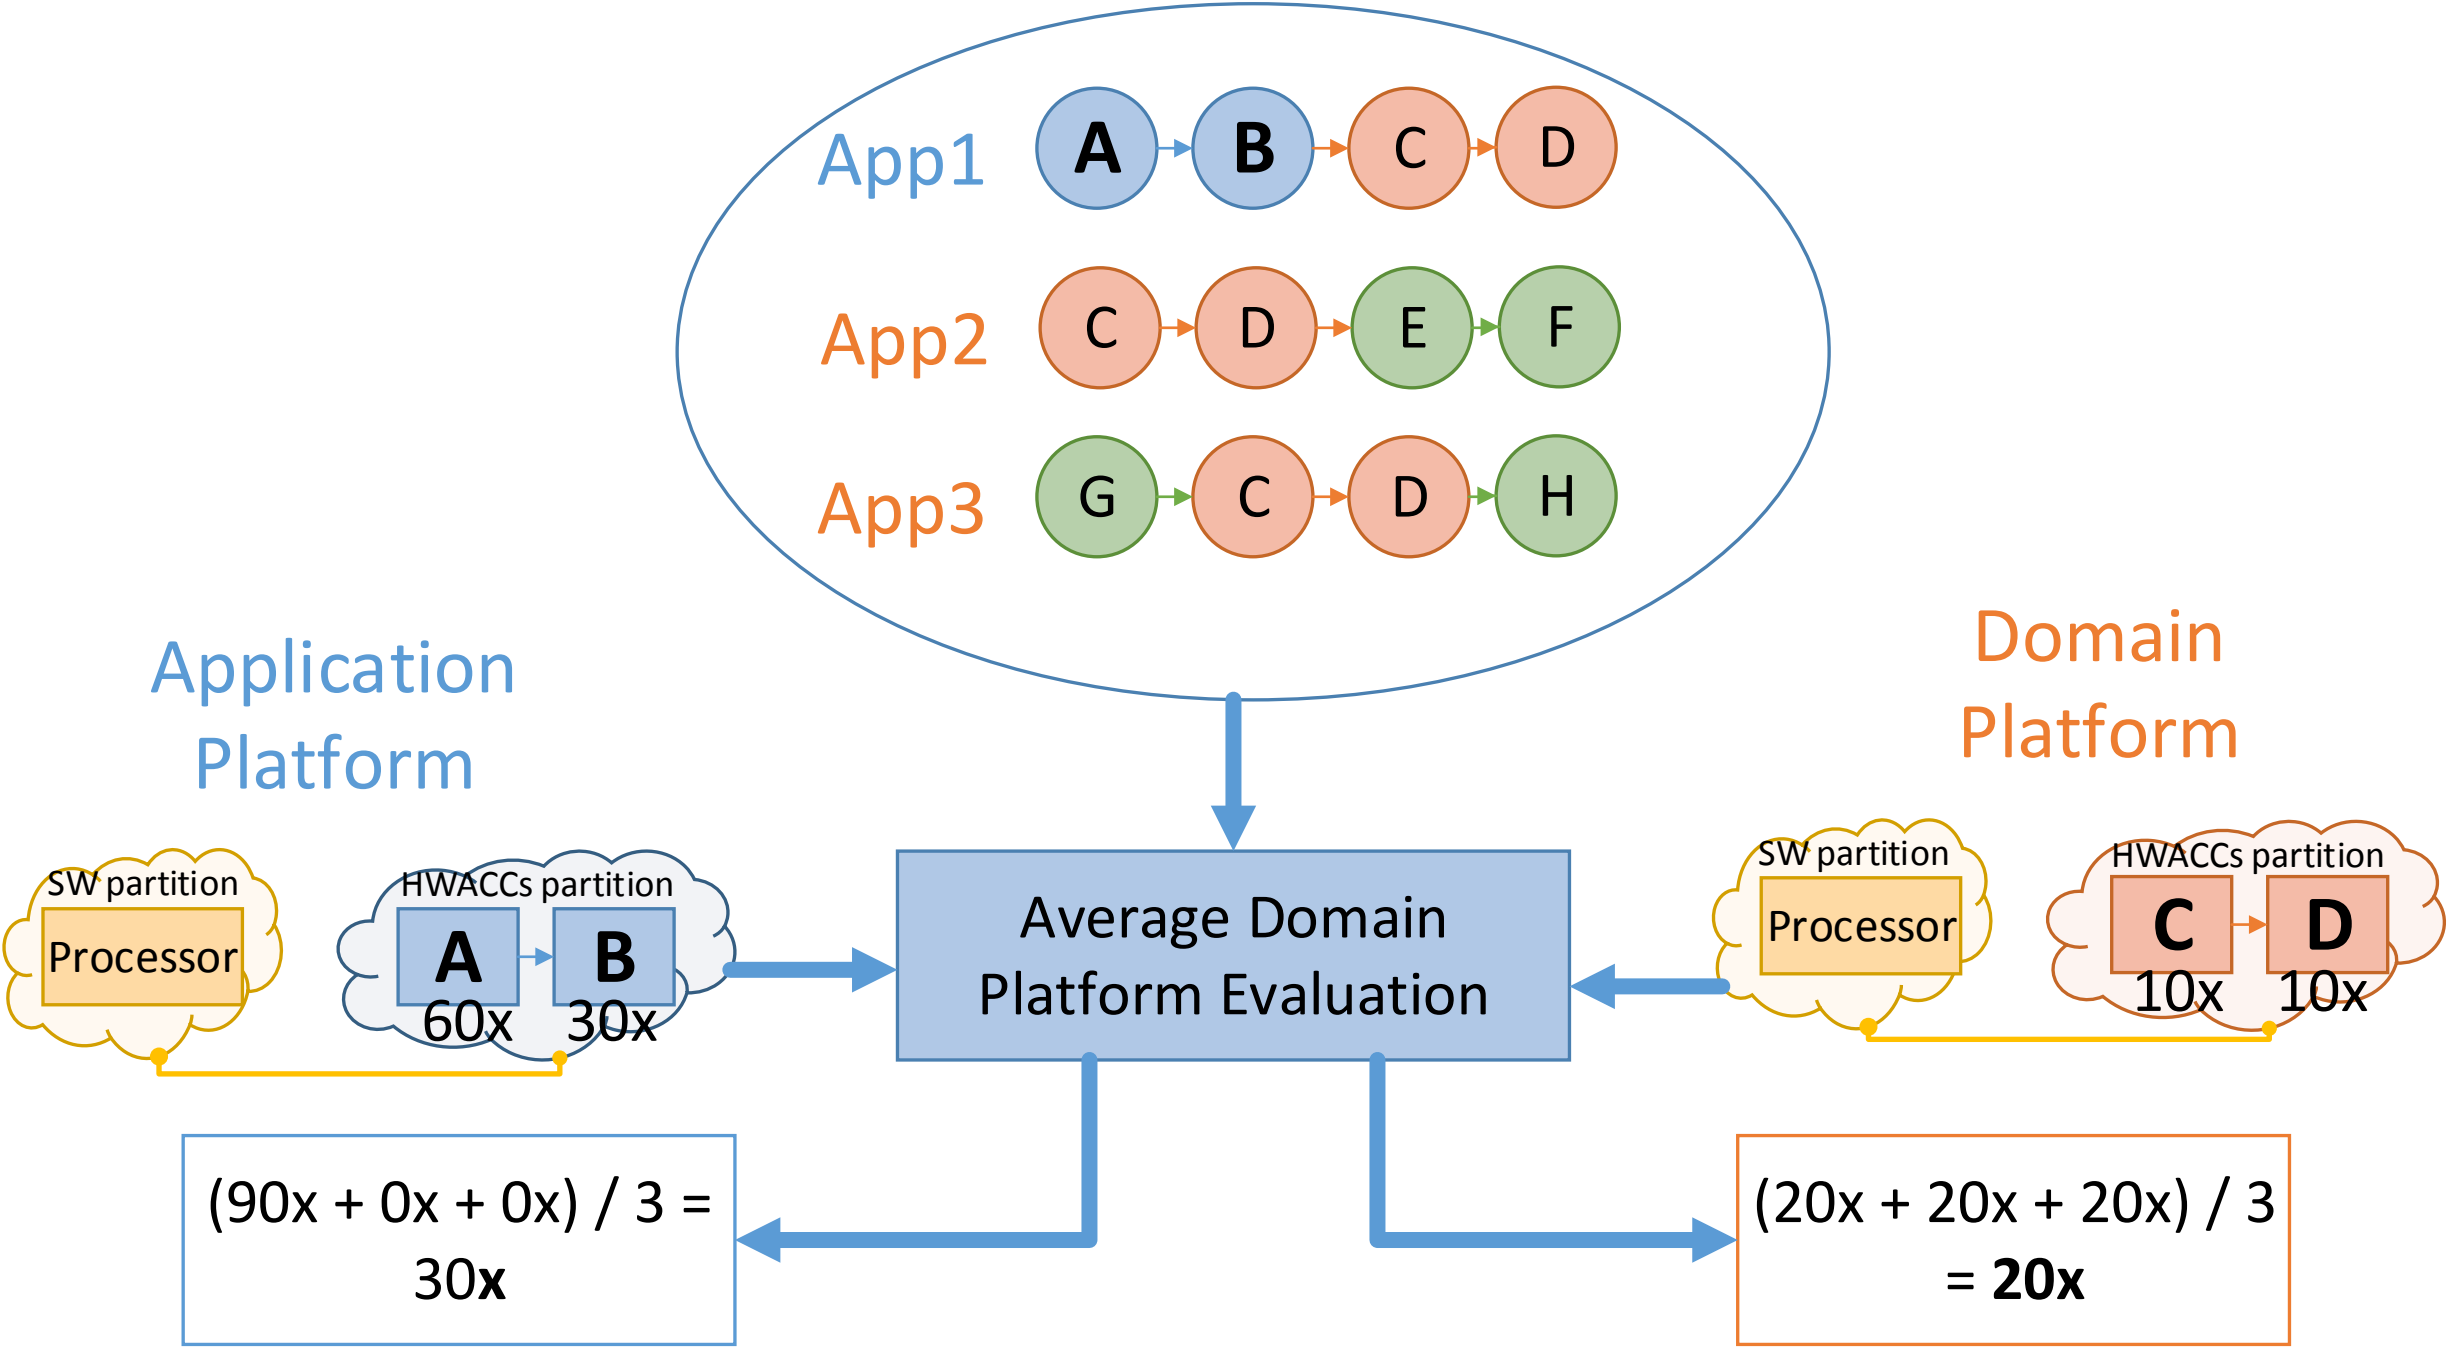 App1 A B C D
App2 C D E F
App3 G C D H
Application
Platform
Domain
Platform
SW partition
Processor
HWACCs partition
A B
60x 30x
Average Domain
Platform Evaluation
SW partition
Processor
HWACCs partition
C D
10x 10x
(90x + 0x + 0x) / 3 =
30x
(20x + 20x + 20x) / 3
= 20x